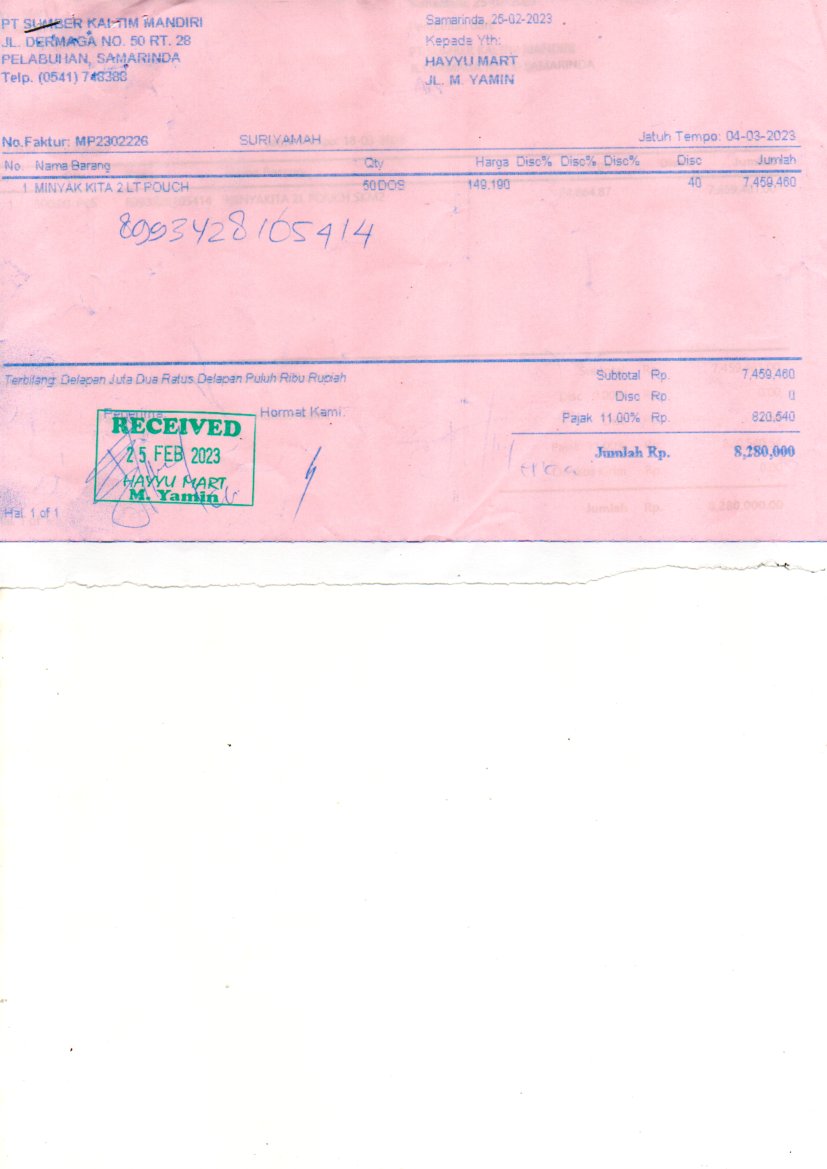 PT SUMBER KALTIM MANDIRI
JL. DERMAGA NO. 50 RT. 28
PELABUHAN, SAMARINDA
Telp. (0541) 748388
Samarinda, 25-02-2023
Kepada Yth:
HAYYU MART
JL. M. YAMIN
No.Faktur: MP2302226 SURIYAMAH Jatuh Tempo: 04-03-2023
No Nama Barang Qty Harga Disc% Disc% Disc% Disc Jumlah
1 MINYAK KITA 2 LT POUCH 50 DOS 149,190 40 7,459,460
8993428105414
Terbilang: Delapan Juta Dua Ratus Delapan Puluh Ribu Rupiah
Subtotal Rp. 7,459,460
Disc Rp. 0
Pajak 11.00% Rp. 820,540
Jumlah Rp. 8,280,000
Penerima, Hormat Kami:
RECEIVED
25 FEB 2023
HAYYU MART
M. Yamin
Hal. 1 of 1